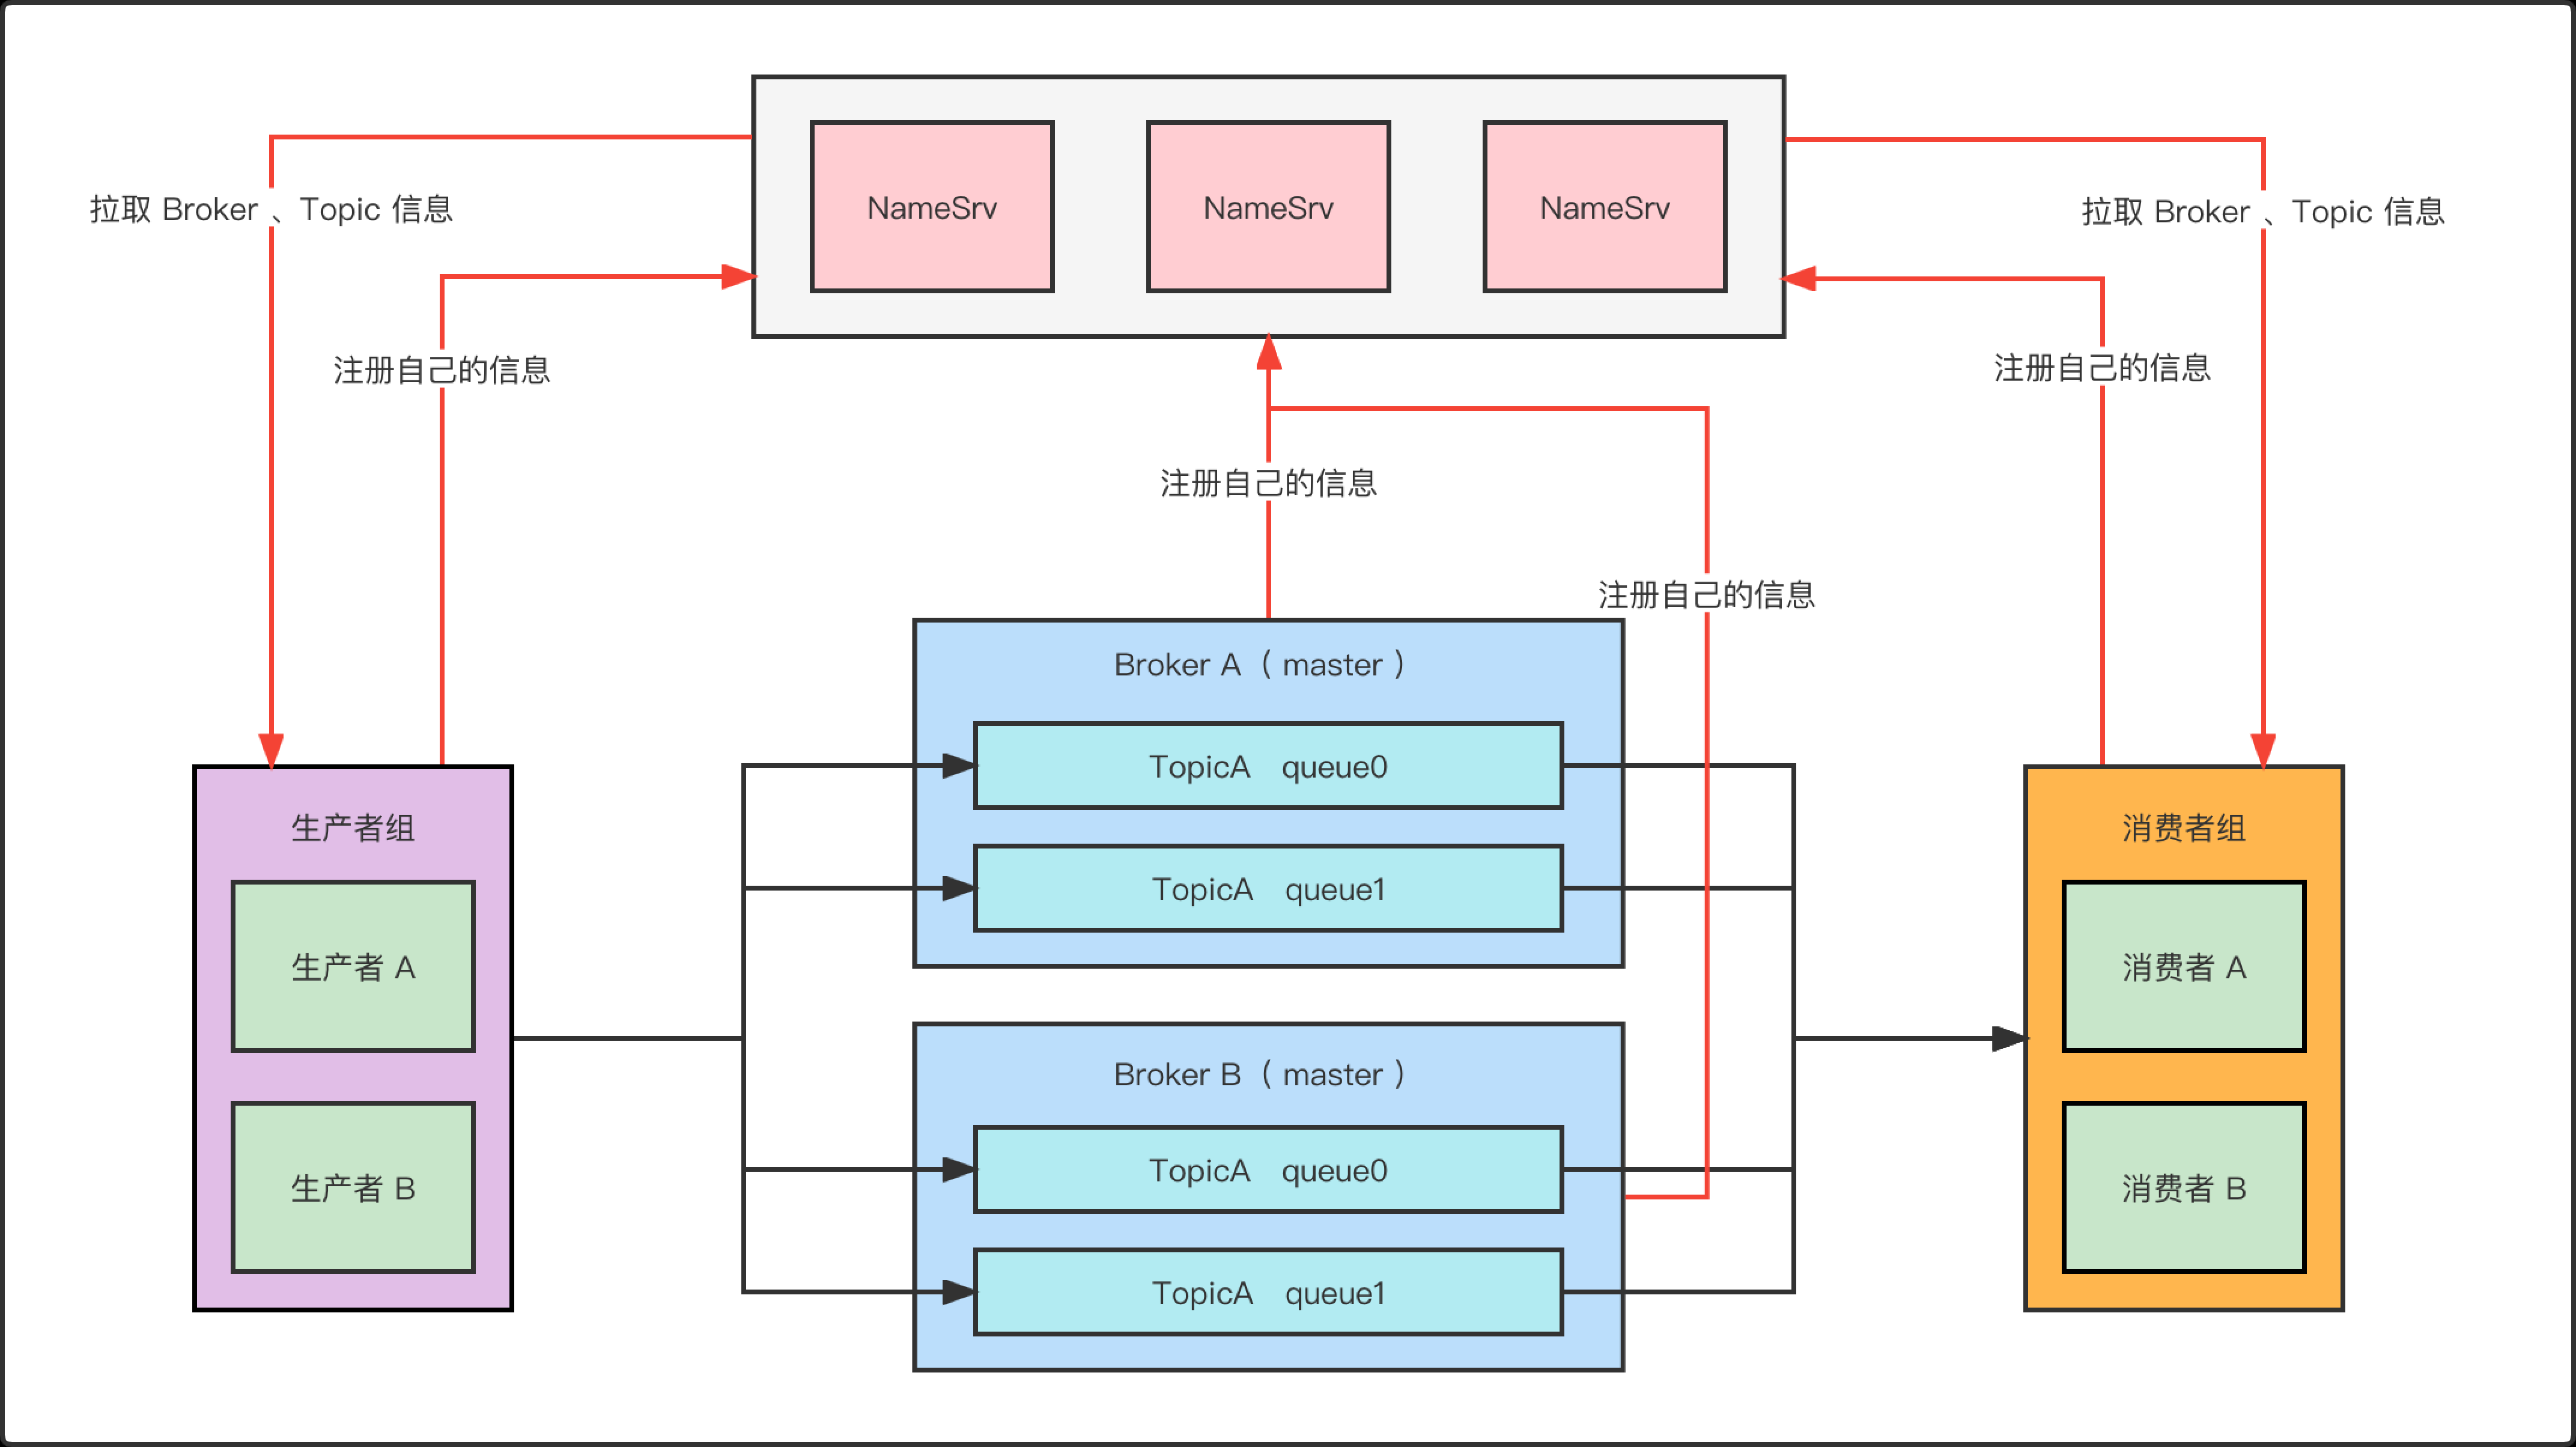 NameSrv
NameSrv
NameSrv
拉取 Broker 、Topic 信息
拉取 Broker 、Topic 信息
注册自己的信息
注册自己的信息
注册自己的信息
注册自己的信息
Broker A （ master ）
TopicA queue0
TopicA queue1
生产者组
生产者 A
生产者 B
Broker B （ master ）
TopicA queue0
TopicA queue1
消费者组
消费者 A
消费者 B